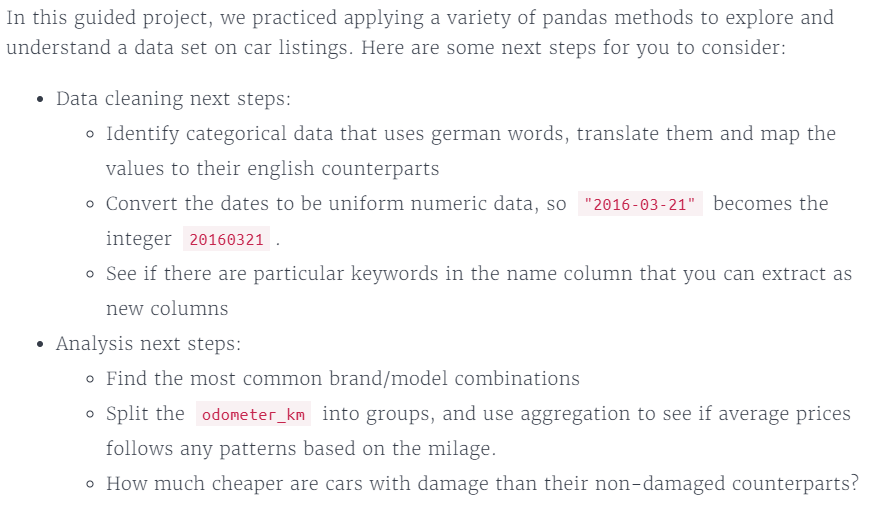 In this guided project, we practiced applying a variety of pandas methods to explore and
understand a data set on car listings. Here are some next steps for you to consider:
• Data cleaning next steps:
◦ Identify categorical data that uses german words, translate them and map the
values to their english counterparts
◦ Convert the dates to be uniform numeric data, so "2016-03-21" becomes the
integer 20160321 .
◦ See if there are particular keywords in the name column that you can extract as
new columns
• Analysis next steps:
◦ Find the most common brand/model combinations
◦ Split the odometer_km into groups, and use aggregation to see if average prices
follows any patterns based on the milage.
◦ How much cheaper are cars with damage than their non-damaged counterparts?